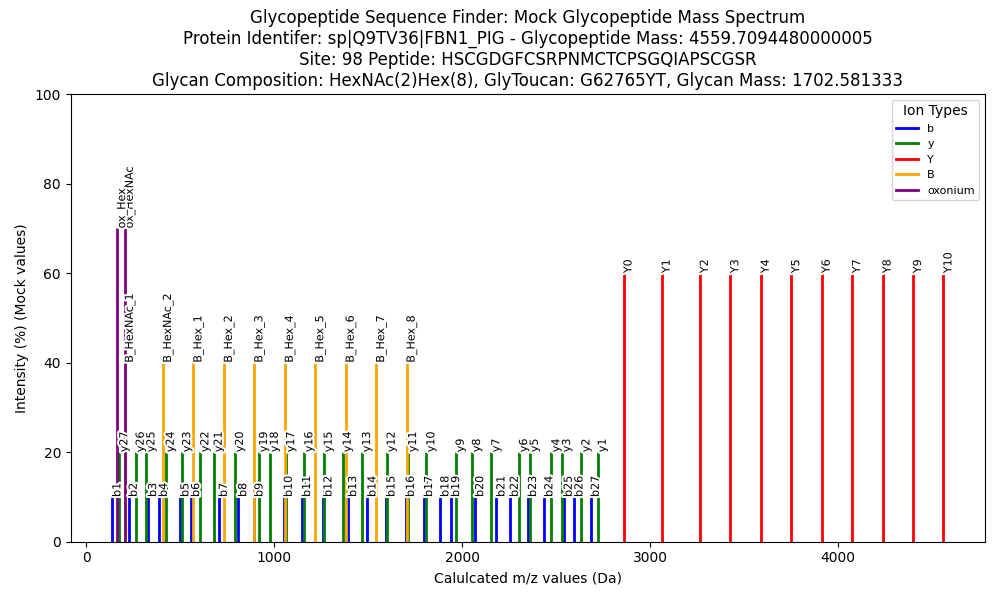 Glycopeptide Sequence Finder: Mock Glycopeptide Mass Spectrum
Protein Identifer: sp|Q9TV36|FBN1_PIG - Glycopeptide Mass: 4559.7094480000005
Site: 98 Peptide: HSCGDGFCSRPNMCTCPSGQIAPSCGSR
Glycan Composition: HexNAc(2)Hex(8), GlyToucan: G62765YT, Glycan Mass: 1702.581333
Intensity (%) (Mock values)
100
80
60
40
20
0
Ion Types
b
y
Y
B
oxonium
ox_Hex
ox_HexNAc
B_HexNAc_1
B_HexNAc_2
B_Hex_1
B_Hex_2
B_Hex_3
B_Hex_4
B_Hex_5
B_Hex_6
B_Hex_7
B_Hex_8
Y0
Y1
Y2
Y3
Y4
Y5
Y6
Y7
Y8
Y9
Y10
y27
y26
y25
y24
y23
y22
y21
y20
y19
y18
y17
y16
y15
y14
y13
y12
y11
y10
y9
y8
y7
y6
y5
y4
y3
y2
y1
b1
b2
b3
b4
b5
b6
b7
b8
b9
b10
b11
b12
b13
b14
b15
b16
b17
b18
b19
b20
b21
b22
b23
b24
b25
b26
b27
0
1000
2000
3000
4000
Calulcated m/z values (Da)